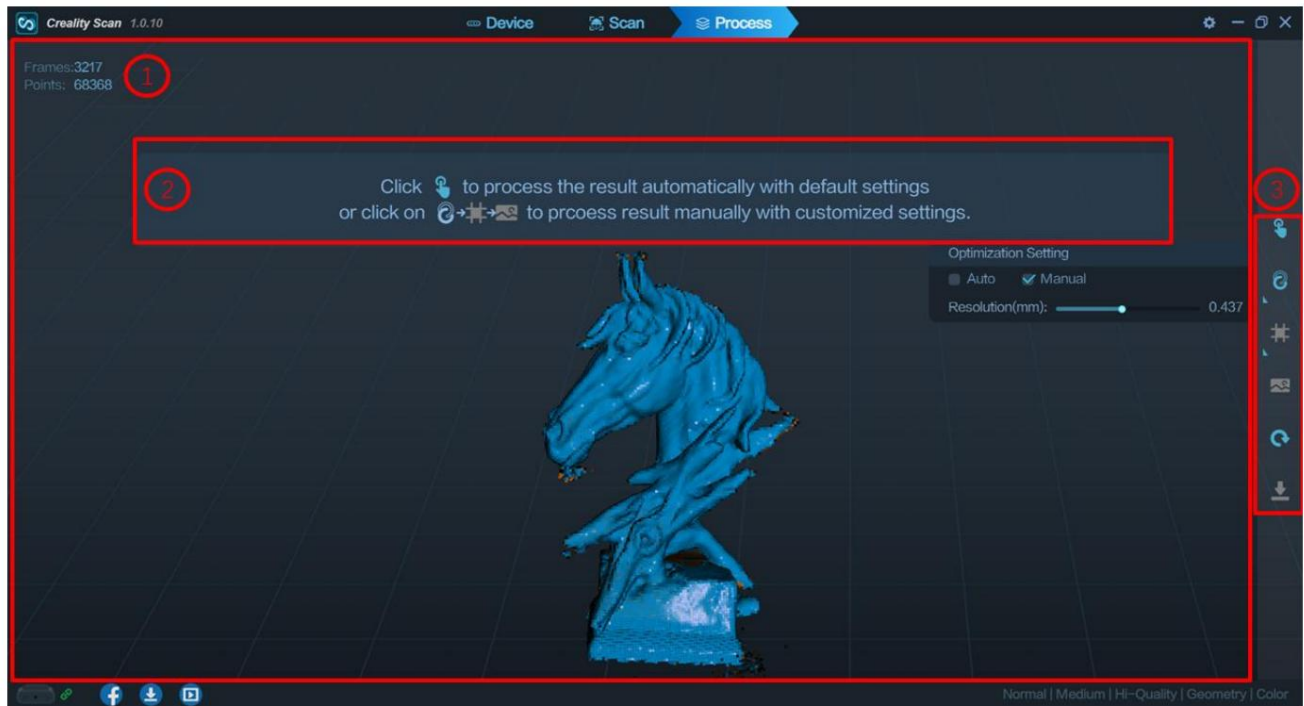 Creality Scan 1.0.10
Device
Scan
Process
Frames:3217
Points: 68368
1
2
Click to process the result automatically with default settings
or click on → → to prcoess result manually with customized settings.
3
Optimization Setting
Auto Manual
Resolution(mm): 0.437
Normal | Medium | Hi-Quality | Geometry | Color